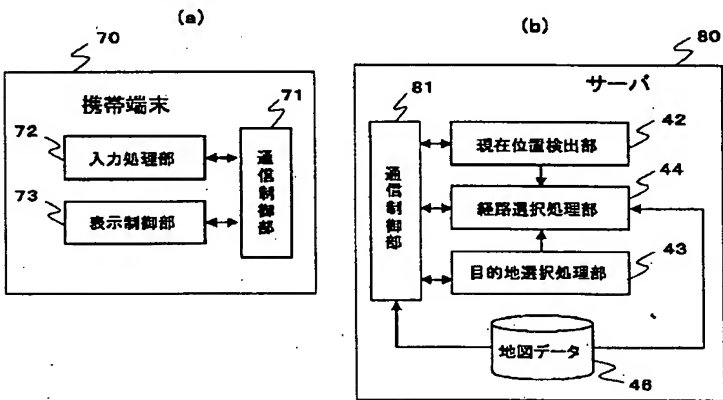 (a)
70
携帯端末
71
72
入力処理部
通信制御部
73
表示制御部
(b)
80
サーバ
81
42
現在位置検出部
44
通信制御部
経路選択処理部
43
目的地選択処理部
地図データ
46